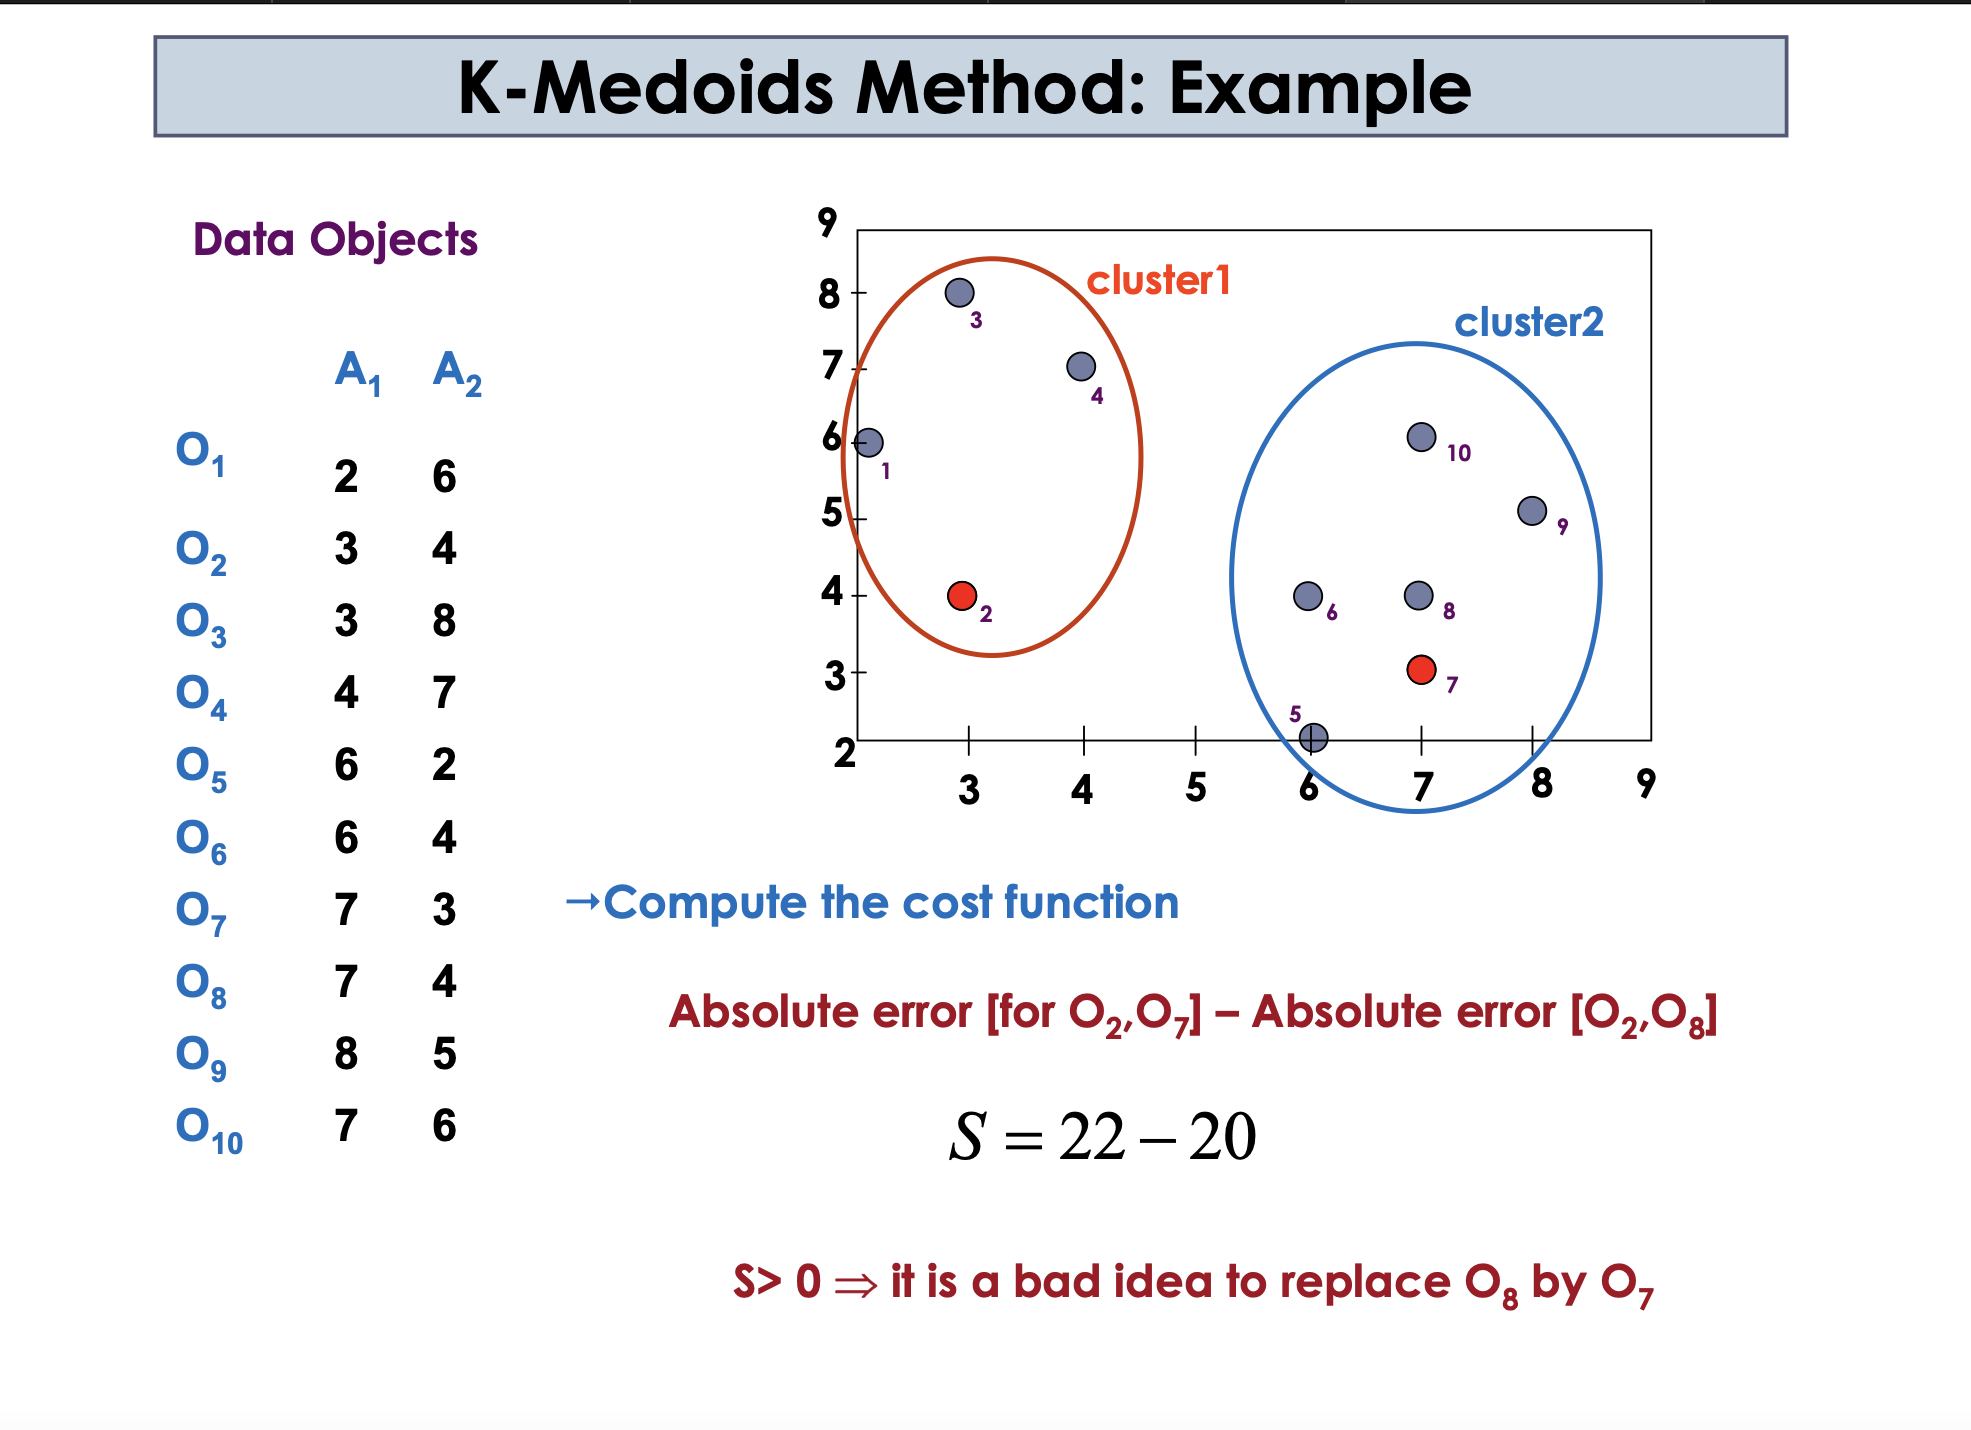 K-Medoids Method: Example
Data Objects
A₁ A₂
O₁ 2 6
O₂ 3 4
O₃ 3 8
O₄ 4 7
O₅ 6 2
O₆ 6 4
O₇ 7 3
O₈ 7 4
O₉ 8 5
O₁₀ 7 6
9
8
7
6
5
4
3
2
3 4 5 6 7 8 9
cluster1
cluster2
3
4
1
2
10
9
6
8
7
5
→Compute the cost function
Absolute error [for O₂,O₇] – Absolute error [O₂,O₈]
S = 22 – 20
S> 0 ⇒ it is a bad idea to replace O₈ by O₇